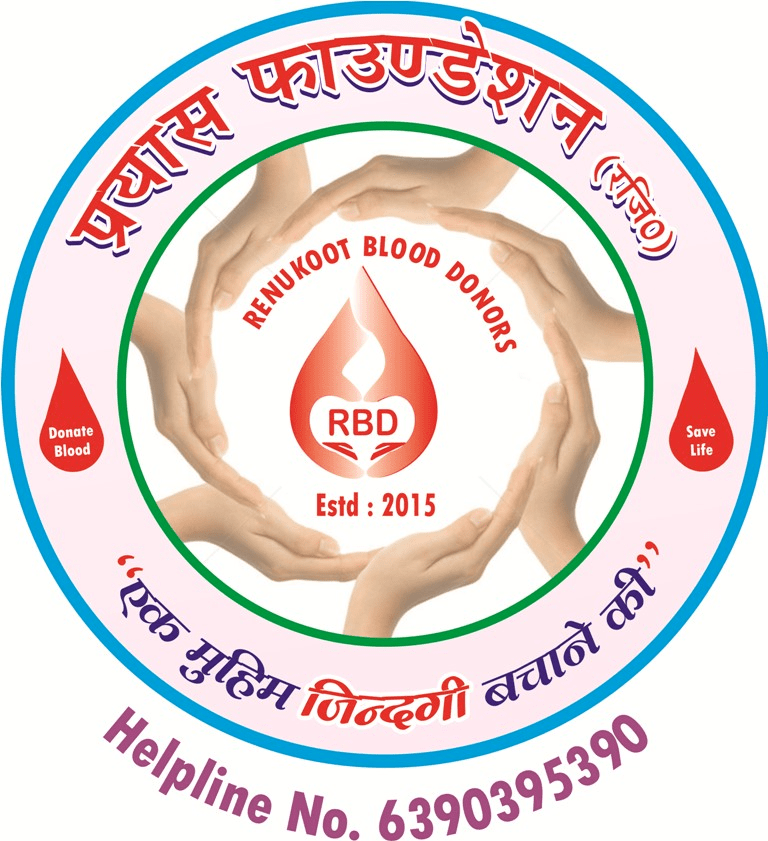 प्रयास फाउण्डेशन (रजि०)
RENUKOOT BLOOD DONORS
RBD
Estd : 2015
Donate
Blood
Save
Life
“एक मुहिम जिन्दगी बचाने की”
Helpline No. 6390395390